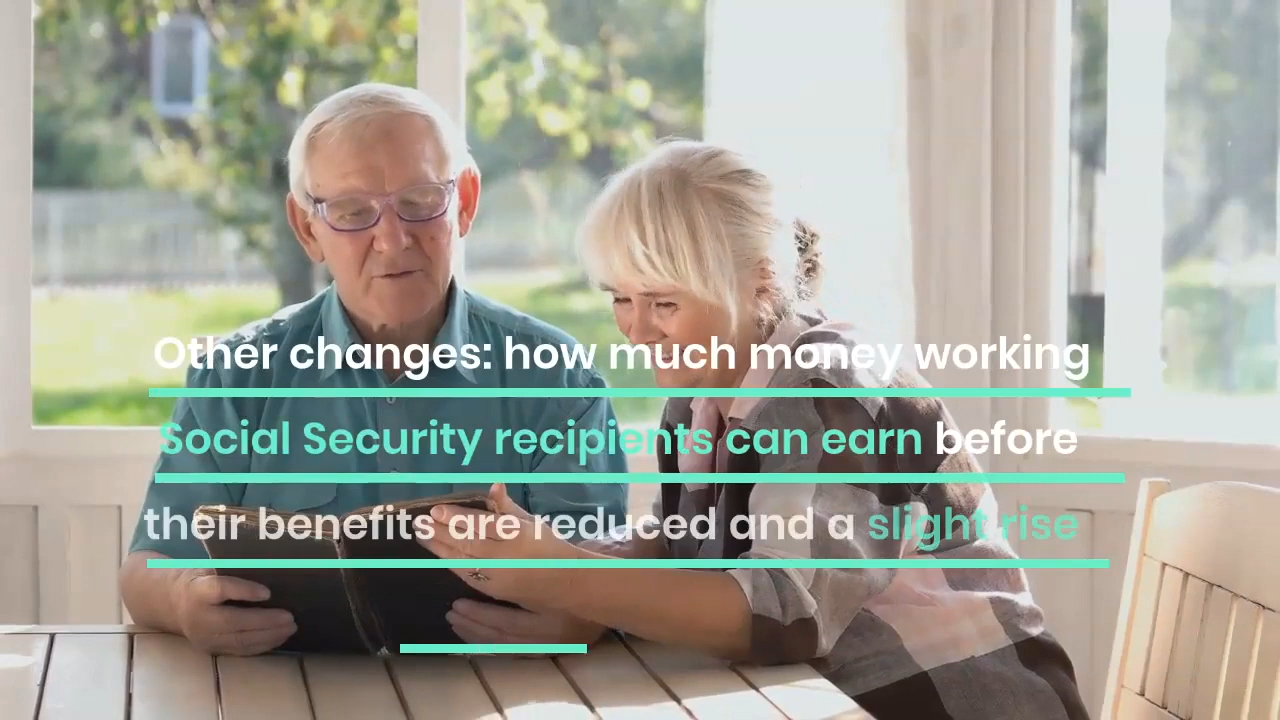 Other changes: how much money working
Social Security recipients can earn before
their benefits are reduced and a slight rise